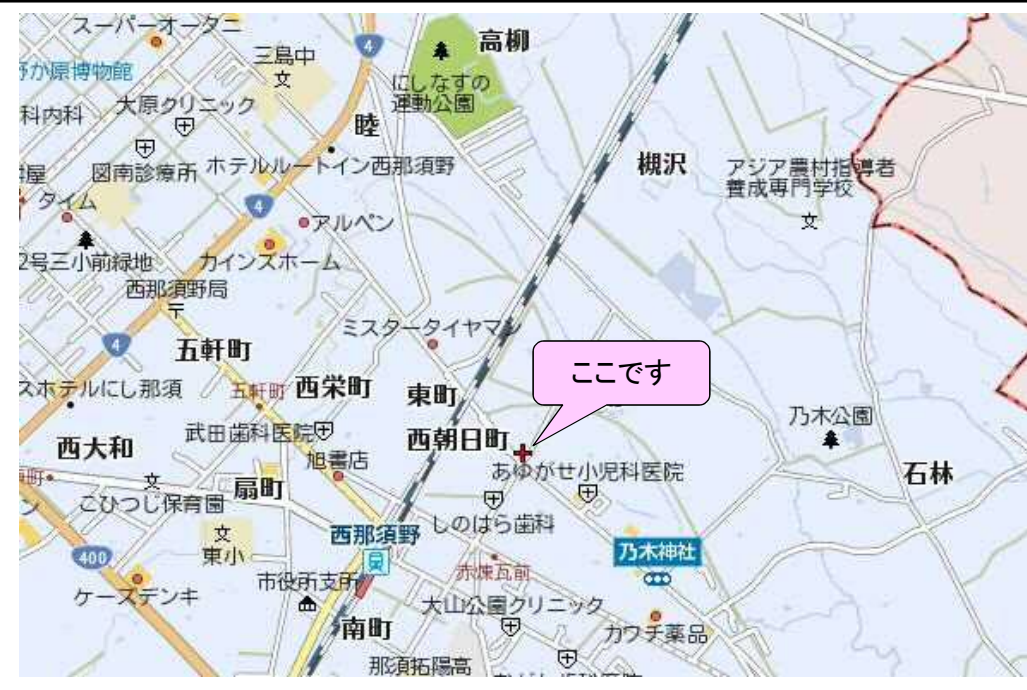 スーパーオータニ
高柳
三島中
4
にしなすの
運動公園
が原博物館
大原クリニック
科内科
睦
槻沢
アジア農村指導者
養成専門学校
図南診療所
ホテルルートイン西那須野
タイム
4
アルペン
2号三小前緑地
カインズホーム
西那須野局
ミスタータイヤマン
4
五軒町
ここです
スホテルにし那須
五軒町
西栄町
東町
乃木公園
武田歯科医院
西朝日町
西大和
旭書店
あゆがせ小児科医院
石林
扇町
こひつじ保育園
しのはら歯科
西那須野
東小
乃木神社
400
赤煉瓦前
市役所支所
ケーズデンキ
大山公園クリニック
カワチ薬品
南町
那須拓陽高